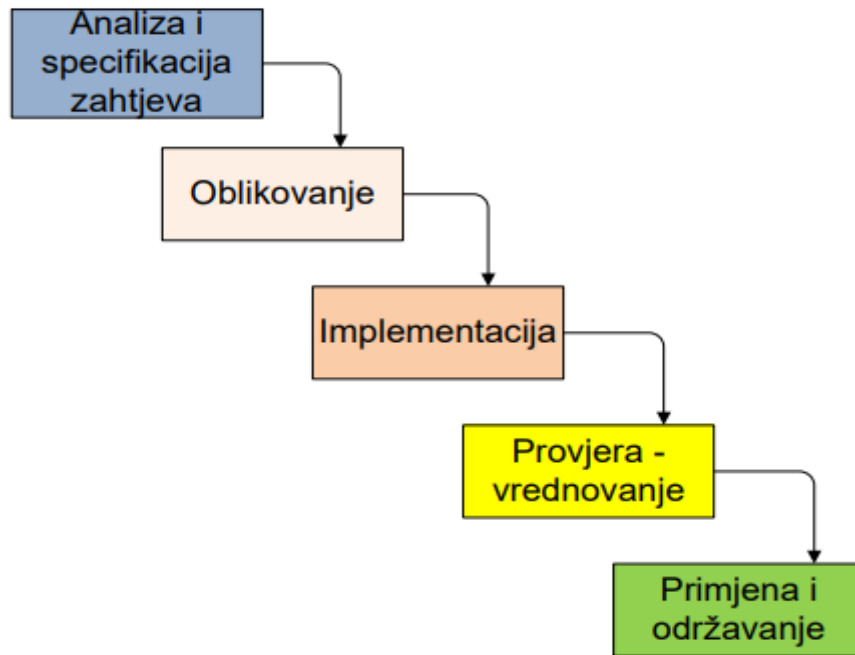 Analiza i
specifikacija
zahtjeva
Oblikovanje
Implementacija
Provjera -
vrednovanje
Primjena i
održavanje